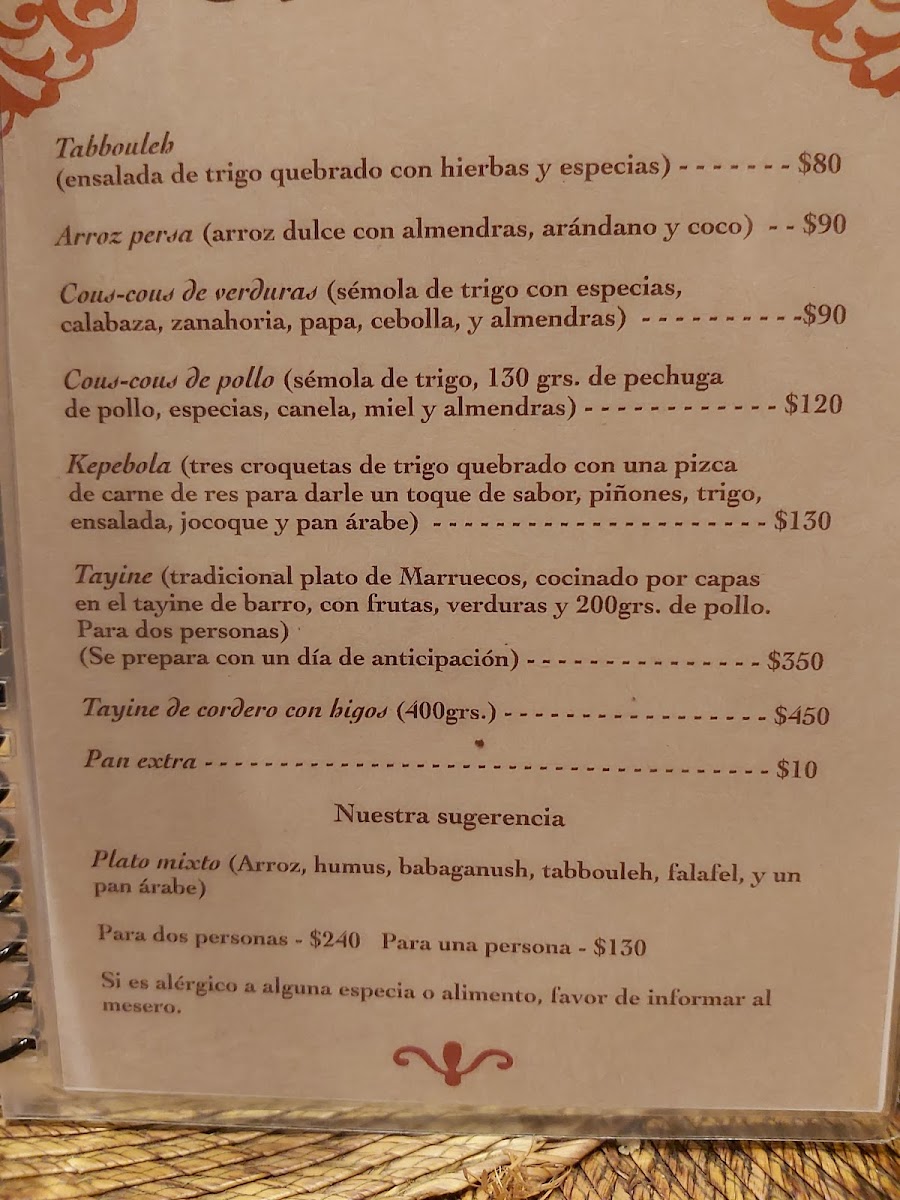 Tabbouleh
(ensalada de trigo quebrado con hierbas y especias) - - - - - - - $80
Arroz persa (arroz dulce con almendras, arándano y coco) - - $90
Cous-cous de verduras (sémola de trigo con especias,
calabaza, zanahoria, papa, cebolla, y almendras) - - - - - - - - - -$90
Cous-cous de pollo (sémola de trigo, 130 grs. de pechuga
de pollo, especias, canela, miel y almendras) - - - - - - - - - - - - $120
Kepebola (tres croquetas de trigo quebrado con una pizca
de carne de res para darle un toque de sabor, piñones, trigo,
ensalada, jocoque y pan árabe) - - - - - - - - - - - - - - - - - - - - - $130
Tayine (tradicional plato de Marruecos, cocinado por capas
en el tayine de barro, con frutas, verduras y 200grs. de pollo.
Para dos personas)
(Se prepara con un día de anticipación) - - - - - - - - - - - - - - - $350
Tayine de cordero con higos (400grs.) - - - - - - - - - - - - - - - - - $450
Pan extra - - - - - - - - - - - - - - - - - - - - - - - - - - - - - - - - - - - - - $10
Nuestra sugerencia
Plato mixto (Arroz, humus, babaganush, tabbouleh, falafel, y un
pan árabe)
Para dos personas - $240 Para una persona - $130
Si es alérgico a alguna especia o alimento, favor de informar al
mesero.